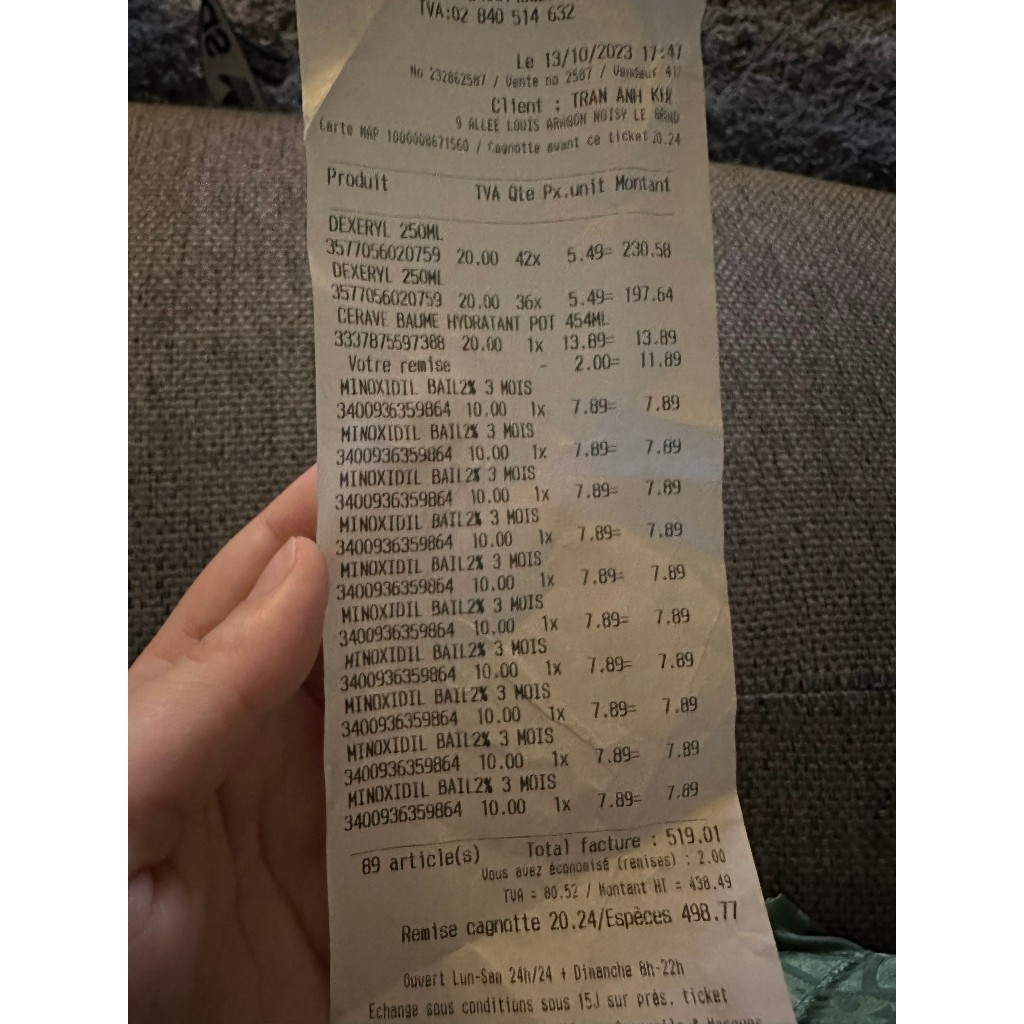 TVA:02 840 514 632
Le 13/10/2023 17:47
No 232862587 / Vente no 2587 / Vendeur 41
Client : TRAN ANH KH
9 ALLEE LOUIS ARAGON NOISY LE GRAND
Carte MAP 1000008671560 / Cagnotte avant ce ticket 20.24
Produit TVA Qte Px.unit Montant
DEXERYL 250ML
3577056020759 20.00 42x 5.49= 230.58
DEXERYL 250ML
3577056020759 20.00 36x 5.49= 197.64
CERAVE BAUME HYDRATANT POT 454ML
3337875597388 20.00 1x 13.89= 13.89
Votre remise - 2.00= 11.89
MINOXIDIL BAIL2% 3 MOIS
3400936359864 10.00 1x 7.89= 7.89
MINOXIDIL BAIL2% 3 MOIS
3400936359864 10.00 1x 7.89= 7.89
MINOXIDIL BAIL2% 3 MOIS
3400936359864 10.00 1x 7.89= 7.89
MINOXIDIL BAIL2% 3 MOIS
3400936359864 10.00 1x 7.89= 7.89
MINOXIDIL BAIL2% 3 MOIS
3400936359864 10.00 1x 7.89= 7.89
MINOXIDIL BAIL2% 3 MOIS
3400936359864 10.00 1x 7.89= 7.89
MINOXIDIL BAIL2% 3 MOIS
3400936359864 10.00 1x 7.89= 7.89
MINOXIDIL BAIL2% 3 MOIS
3400936359864 10.00 1x 7.89= 7.89
MINOXIDIL BAIL2% 3 MOIS
3400936359864 10.00 1x 7.89= 7.89
MINOXIDIL BAIL2% 3 MOIS
3400936359864 10.00 1x 7.89= 7.89
89 article(s) Total facture : 519.01
Vous avez économisé (remises) : 2.00
TVA = 80.52 / Montant HT = 438.49
Remise cagnotte 20.24/Espèces 498.77
Ouvert Lun-Sam 24h/24 + Dimanche 8h-22h
Echange sous conditions sous 15J sur prés. ticket